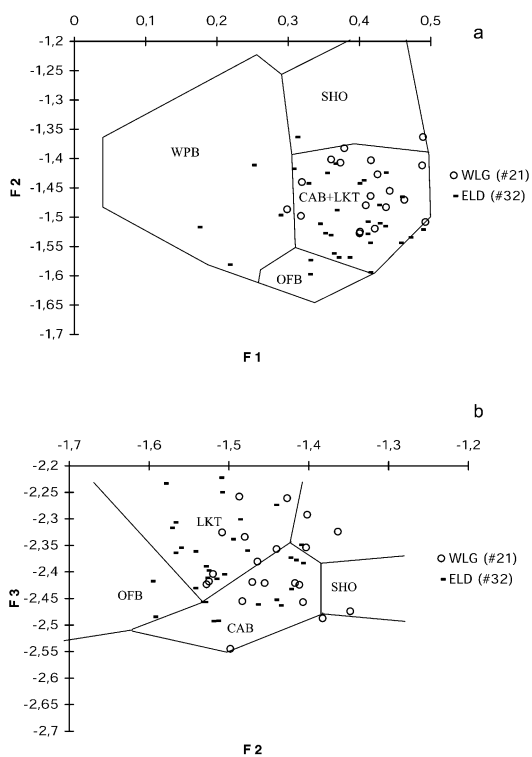 a
0 0,1 0,2 0,3 0,4 0,5
-1,2
-1,25
-1,3
-1,35
-1,4
-1,45
-1,5
-1,55
-1,6
-1,65
-1,7
F 2
SHO
WPB
CAB+LKT
OFB
WLG (#21)
ELD (#32)
F 1
b
-1,7 -1,6 -1,5 -1,4 -1,3 -1,2
-2,2
-2,25
-2,3
-2,35
-2,4
-2,45
-2,5
-2,55
-2,6
-2,65
-2,7
F 3
LKT
OFB
SHO
CAB
WLG (#21)
ELD (#32)
F 2